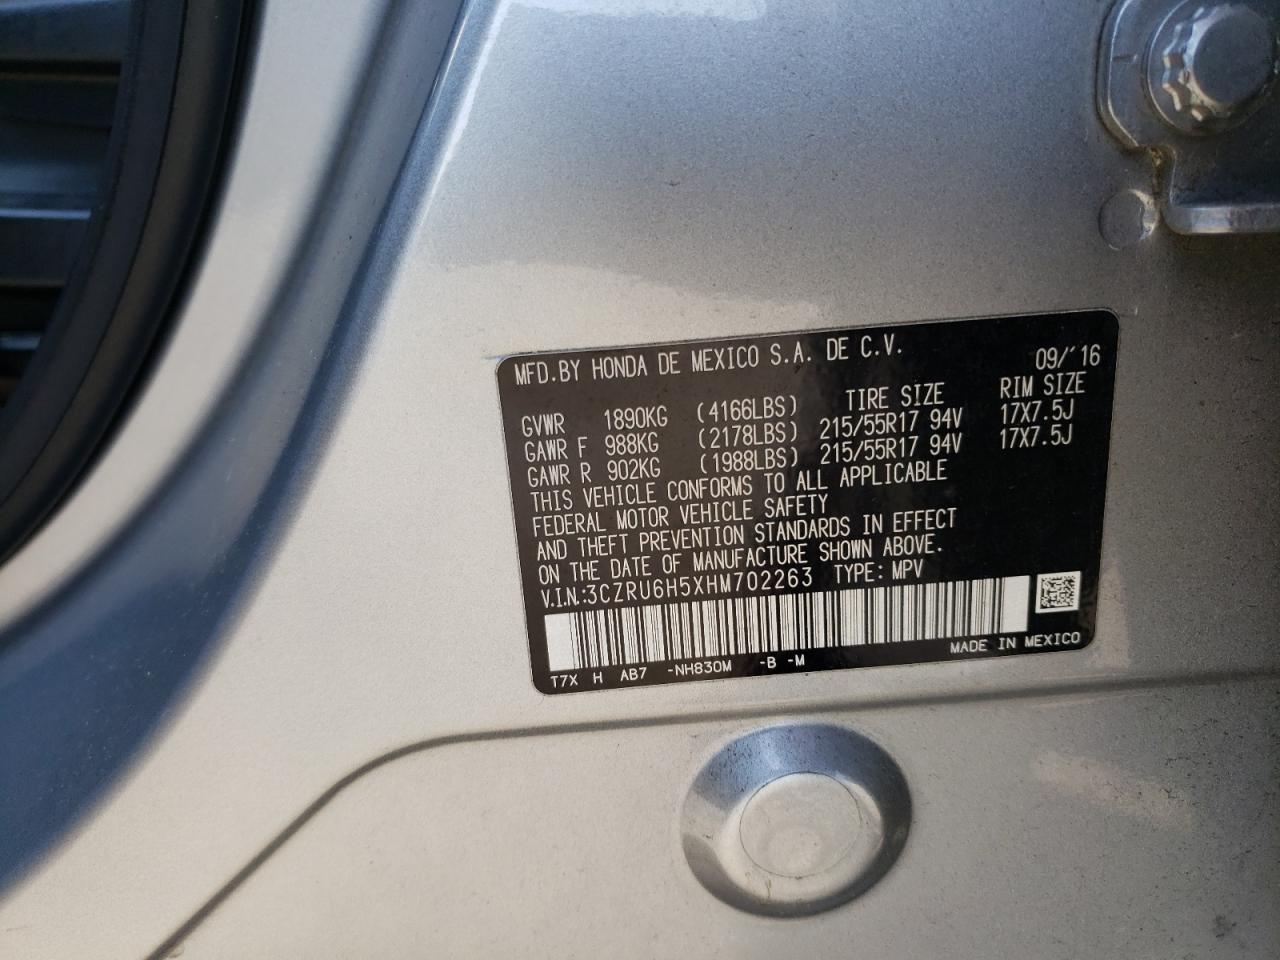 MFD.BY HONDA DE MEXICO S.A. DE C.V. 09/'16
TIRE SIZE RIM SIZE
GVWR 1890KG (4166LBS)
GAWR F 988KG (2178LBS) 215/55R17 94V 17X7.5J
GAWR R 902KG (1988LBS) 215/55R17 94V 17X7.5J
THIS VEHICLE CONFORMS TO ALL APPLICABLE
FEDERAL MOTOR VEHICLE SAFETY
AND THEFT PREVENTION STANDARDS IN EFFECT
ON THE DATE OF MANUFACTURE SHOWN ABOVE.
V.I.N.:3CZRU6H5XHM702263 TYPE: MPV
MADE IN MEXICO
T7X H AB7 -NH830M -B -M